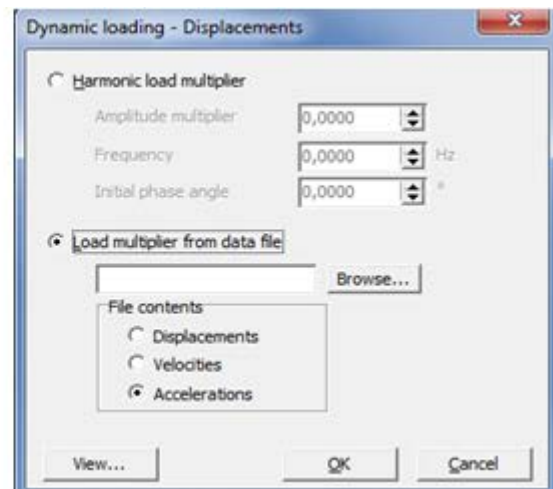 Dynamic loading - Displacements
Harmonic load multiplier
Amplitude multiplier 0,0000
Frequency 0,0000 Hz
Initial phase angle 0,0000 °
Load multiplier from data file
Browse...
File contents
Displacements
Velocities
Accelerations
View... OK Cancel